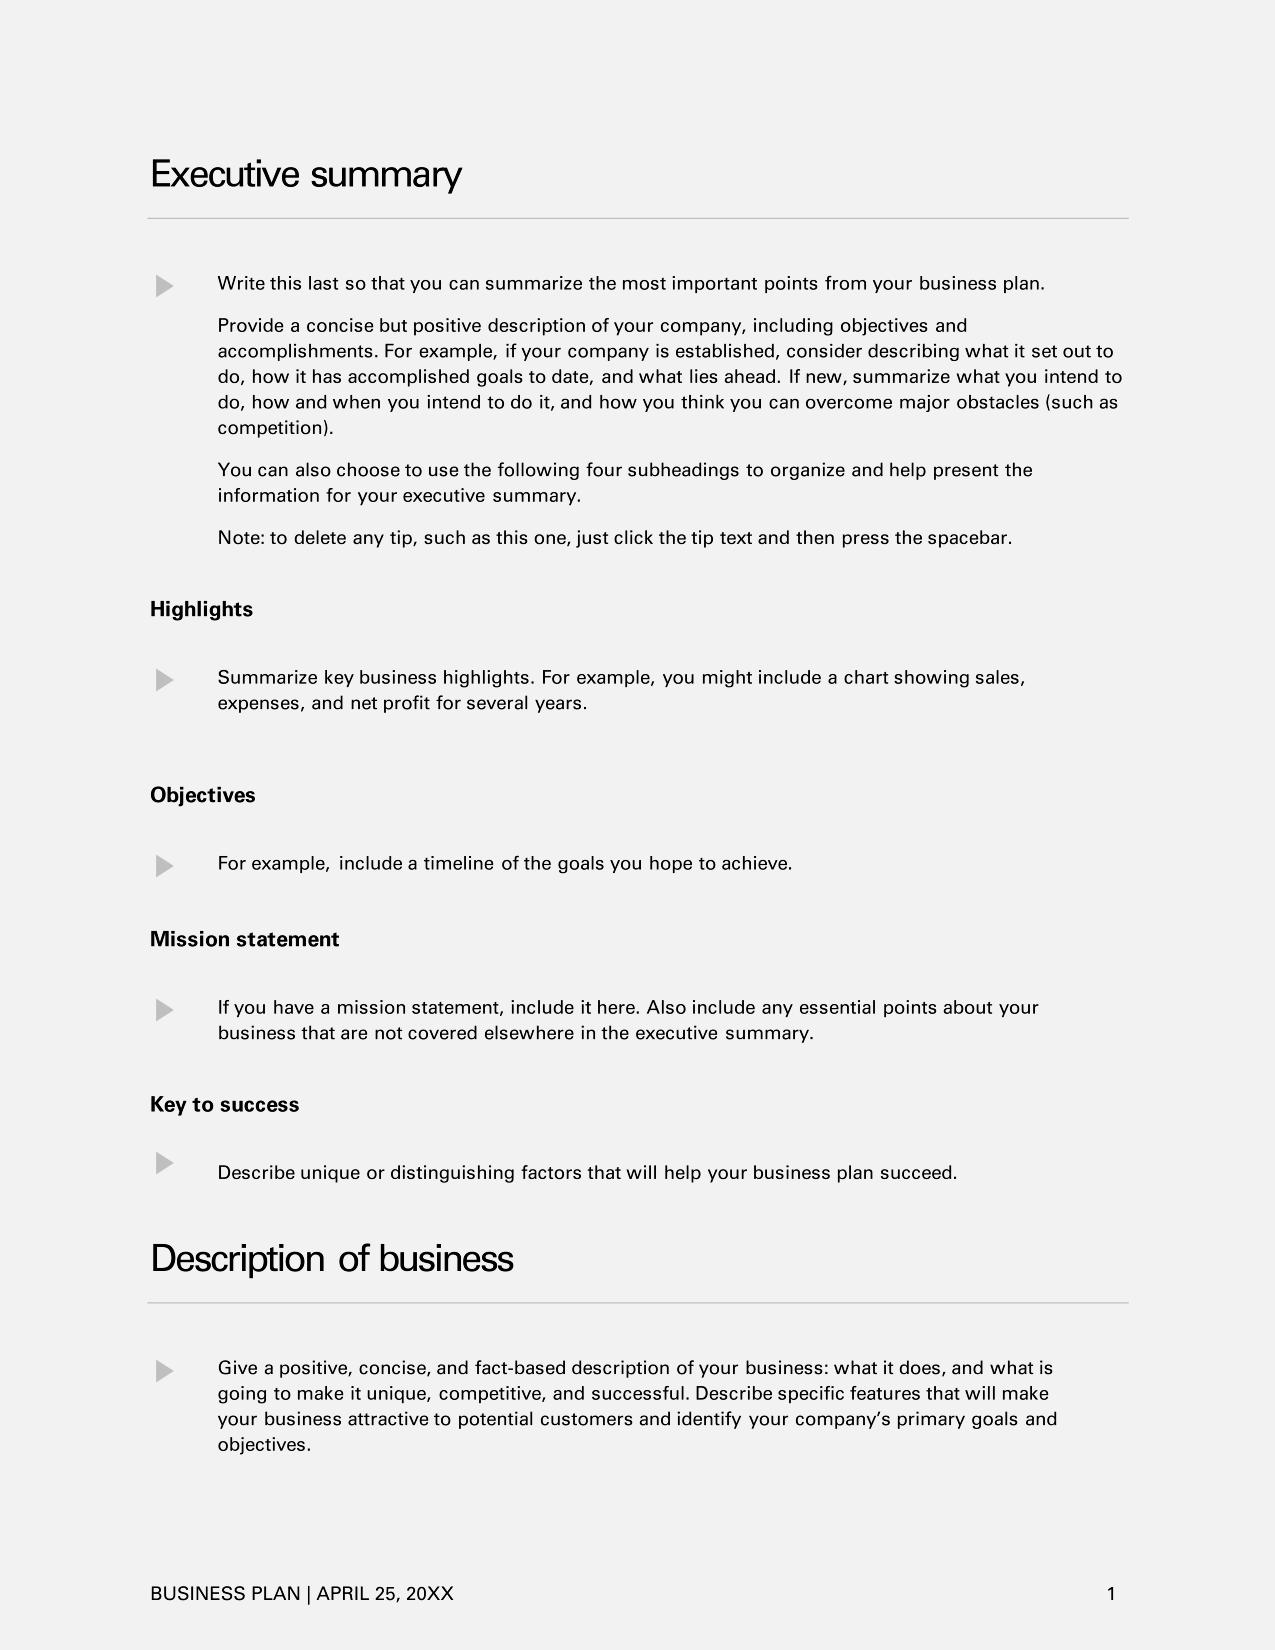 Executive summary
Write this last so that you can summarize the most important points from your business plan.
Provide a concise but positive description of your company, including objectives and
accomplishments. For example, if your company is established, consider describing what it set out to
do, how it has accomplished goals to date, and what lies ahead. If new, summarize what you intend to
do, how and when you intend to do it, and how you think you can overcome major obstacles (such as
competition).
You can also choose to use the following four subheadings to organize and help present the
information for your executive summary.
Note: to delete any tip, such as this one, just click the tip text and then press the spacebar.
Highlights
Summarize key business highlights. For example, you might include a chart showing sales,
expenses, and net profit for several years.
Objectives
For example, include a timeline of the goals you hope to achieve.
Mission statement
If you have a mission statement, include it here. Also include any essential points about your
business that are not covered elsewhere in the executive summary.
Key to success
Describe unique or distinguishing factors that will help your business plan succeed.
Description of business
Give a positive, concise, and fact-based description of your business: what it does, and what is
going to make it unique, competitive, and successful. Describe specific features that will make
your business attractive to potential customers and identify your company’s primary goals and
objectives.
BUSINESS PLAN | APRIL 25, 20XX 1